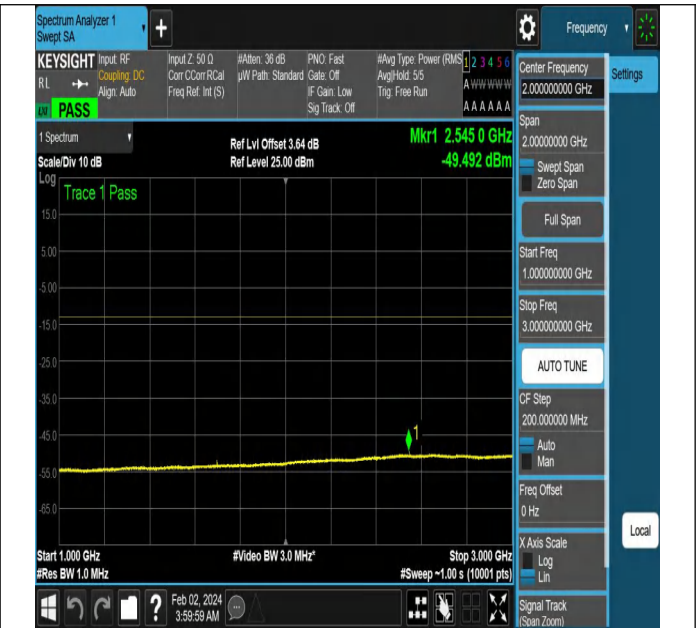 Spectrum Analyzer 1
Swept SA
+
Frequency
KEYSIGHT
RL
Input: RF
Coupling: DC
Align: Auto
Input Z: 50 Ω
Corr CCorr RCal
Freq Ref: Int (S)
#Atten: 36 dB
µW Path: Standard
PNO: Fast
Gate: Off
IF Gain: Low
Sig Track: Off
#Avg Type: Power (RMS
Avg|Hold: 5/5
Trig: Free Run
1 2 3 4 5 6
A W W W W W
A A A A A A
PASS
1 Spectrum
Scale/Div 10 dB
Log
Ref Lvl Offset 3.64 dB
Ref Level 25.00 dBm
Mkr1 2.545 0 GHz
-49.492 dBm
Trace 1 Pass
15.0
5.00
-5.00
-15.0
-25.0
-35.0
-45.0
-55.0
-65.0
1
Start 1.000 GHz
#Res BW 1.0 MHz
#Video BW 3.0 MHz*
Stop 3.000 GHz
#Sweep ~1.00 s (10001 pts)
?
Feb 02, 2024
3:59:59 AM
Center Frequency
2.000000000 GHz
Settings
Span
2.00000000 GHz
Swept Span
Zero Span
Full Span
Start Freq
1.000000000 GHz
Stop Freq
3.000000000 GHz
AUTO TUNE
CF Step
200.000000 MHz
Auto
Man
Freq Offset
0 Hz
X Axis Scale
Log
Lin
Local
Signal Track
(Span Zoom)